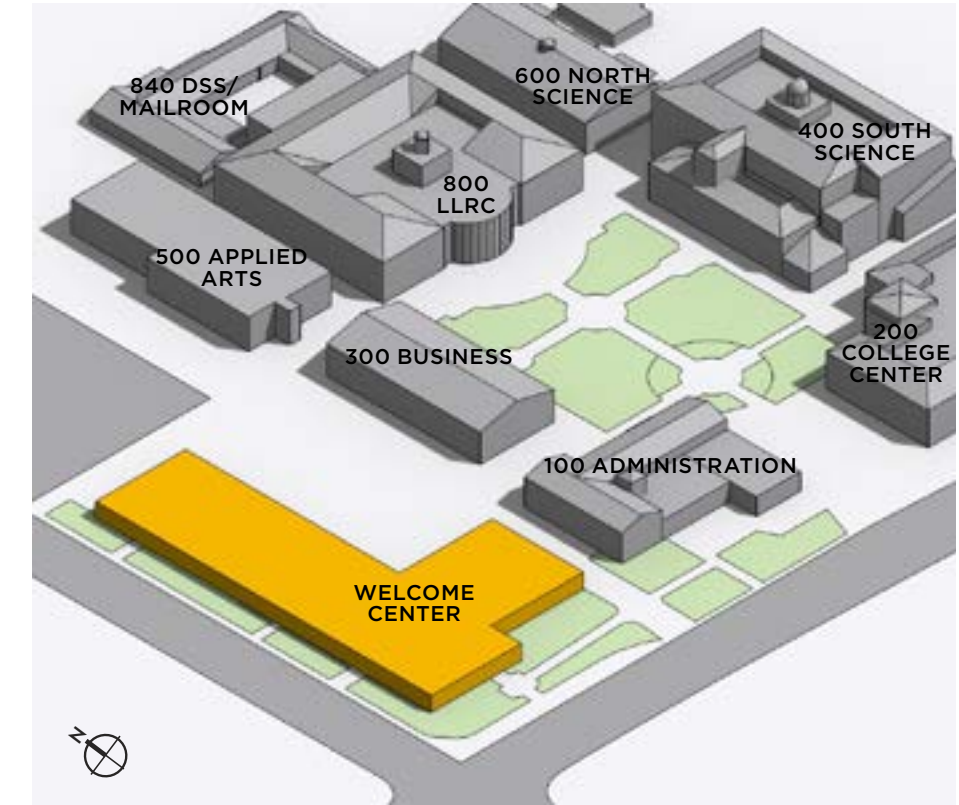 840 DSS/
MAILROOM
600 NORTH
SCIENCE
400 SOUTH
SCIENCE
800
LLRC
500 APPLIED
ARTS
300 BUSINESS
200
COLLEGE
CENTER
100 ADMINISTRATION
WELCOME
CENTER
N